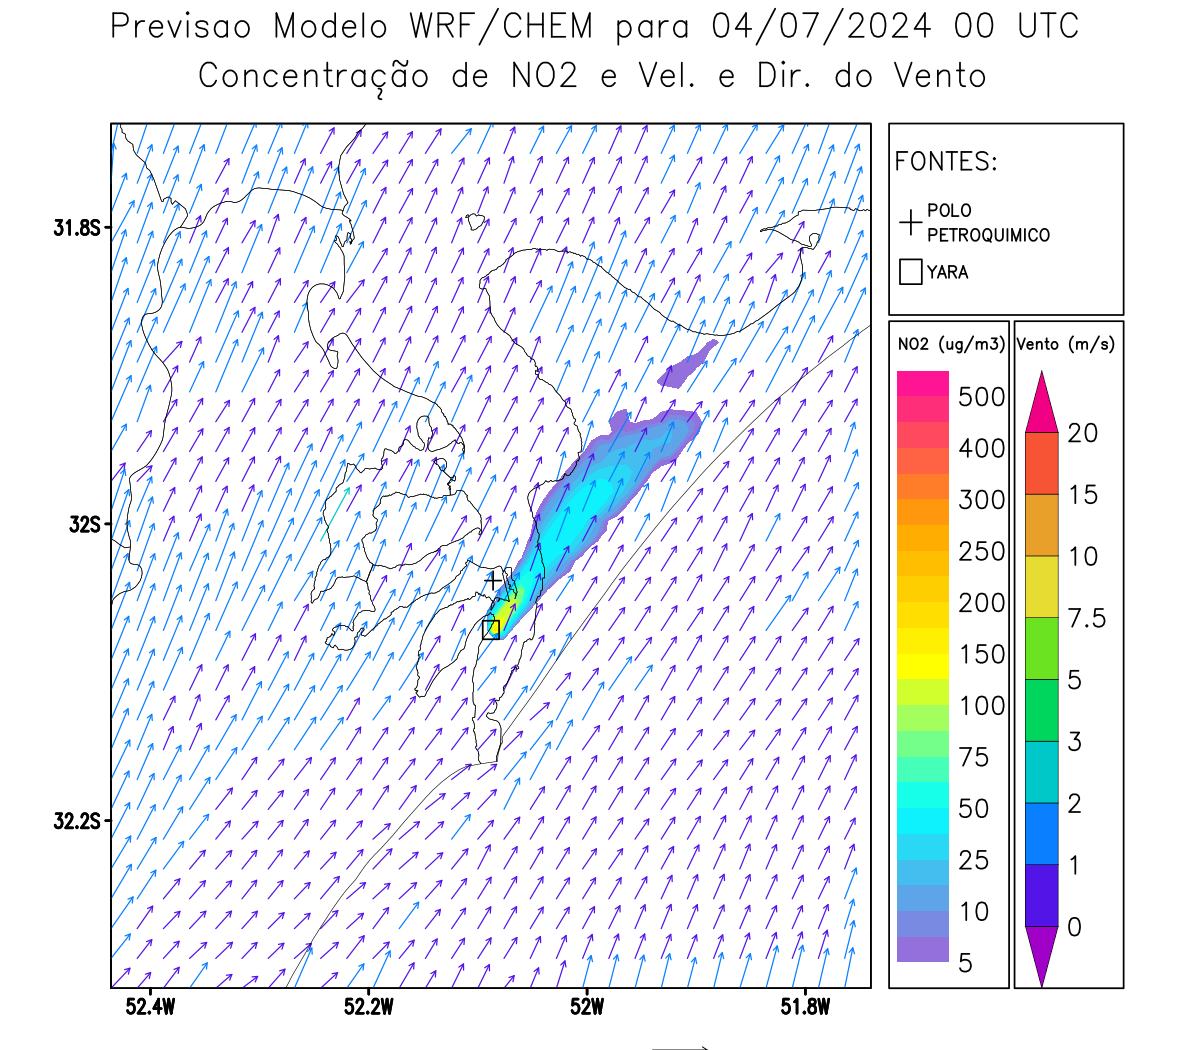 Previsao Modelo WRF/CHEM para 04/07/2024 00 UTC
Concentração de NO2 e Vel. e Dir. do Vento
FONTES:
POLO
PETROQUIMICO
YARA
NO2 (ug/m3)
500
400
300
250
200
150
100
75
50
25
10
5
Vento (m/s)
20
15
10
7.5
5
3
2
1
0
31.8S
32S
32.2S
52.4W
52.2W
52W
51.8W